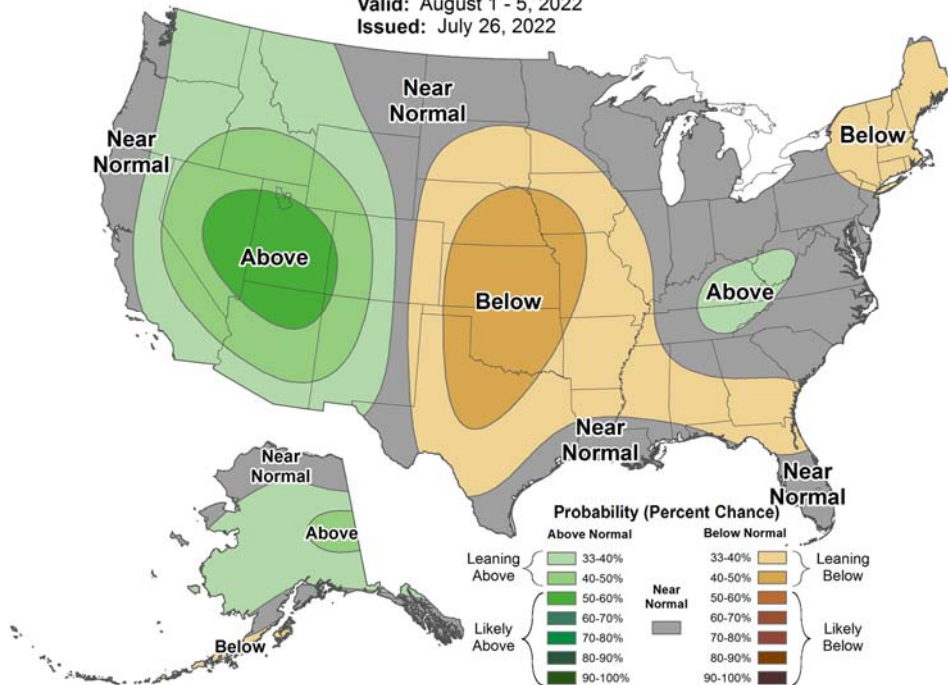 Valid: August 1 - 5, 2022
Issued: July 26, 2022
Near
Normal
Near
Normal
Below
Above
Below
Above
Near
Normal
Near
Normal
Near
Normal
Above
Below
Probability (Percent Chance)
Above Normal
Below Normal
Leaning
Above
33-40%
40-50%
Likely
Above
50-60%
60-70%
70-80%
80-90%
90-100%
Near
Normal
33-40%
40-50%
Leaning
Below
50-60%
60-70%
70-80%
80-90%
90-100%
Likely
Below